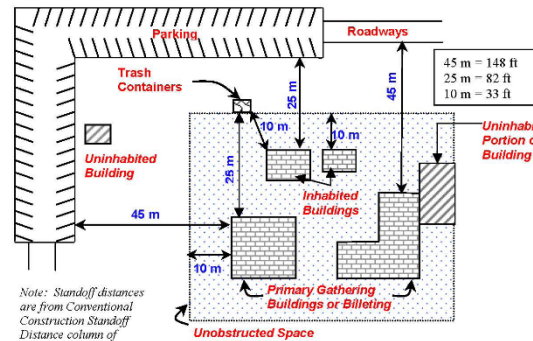 Parking
Roadways
45 m = 148 ft
25 m = 82 ft
10 m = 33 ft
Trash
Containers
25 m
45 m
10 m
10 m
25 m
Uninhabited
Building
Portion
Building
Inhabited
Buildings
45 m
10 m
Primary Gathering
Buildings or Billeting
Note: Standoff distances
are from Conventional
Construction Standoff
Distance column of
Unobstructed Space